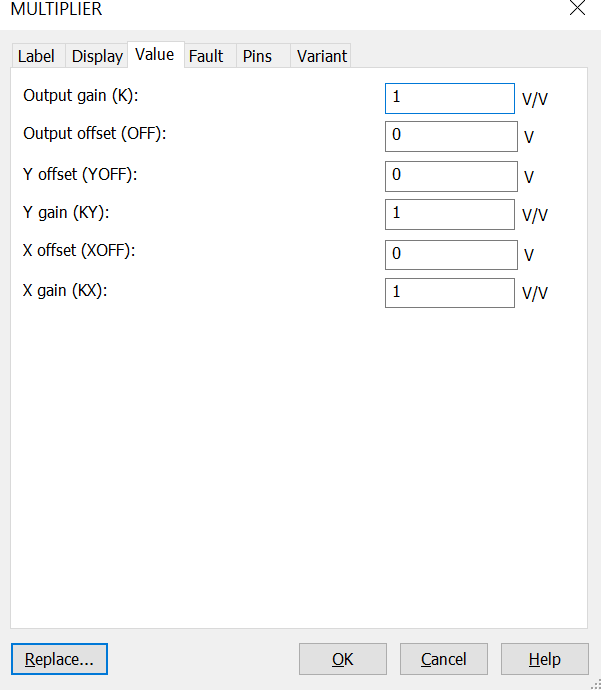 MULTIPLIER
Label Display Value Fault Pins Variant
Output gain (K): 1 V/V
Output offset (OFF): 0 V
Y offset (YOFF): 0 V
Y gain (KY): 1 V/V
X offset (XOFF): 0 V
X gain (KX): 1 V/V
Replace... OK Cancel Help